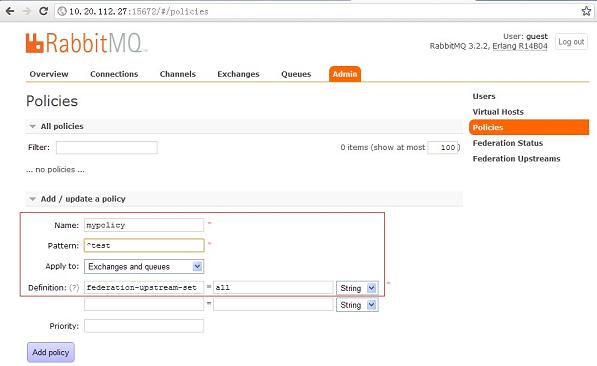 10.20.112.27:15672/#/policies
RabbitMQ
User: guest
RabbitMQ 3.2.2, Erlang R14B04
Log out
Overview Connections Channels Exchanges Queues Admin
Policies
Users
Virtual Hosts
Policies
Federation Status
Federation Upstreams
All policies
Filter: 0 items (show at most 100)
... no policies ...
Add / update a policy
Name: mypolicy *
Pattern: ^test *
Apply to: Exchanges and queues
Definition: (?) federation-upstream-set = all String *
= String
Priority:
Add policy